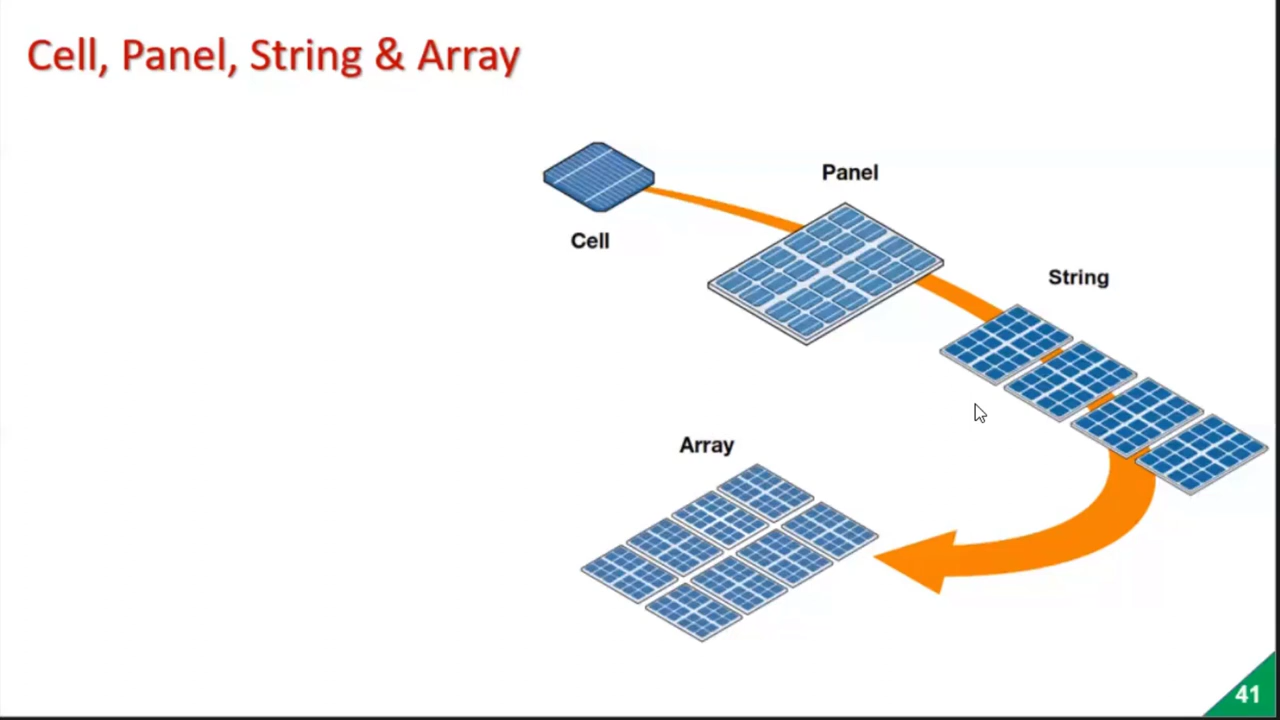 Cell, Panel, String & Array
Panel
Cell
String
Array
41